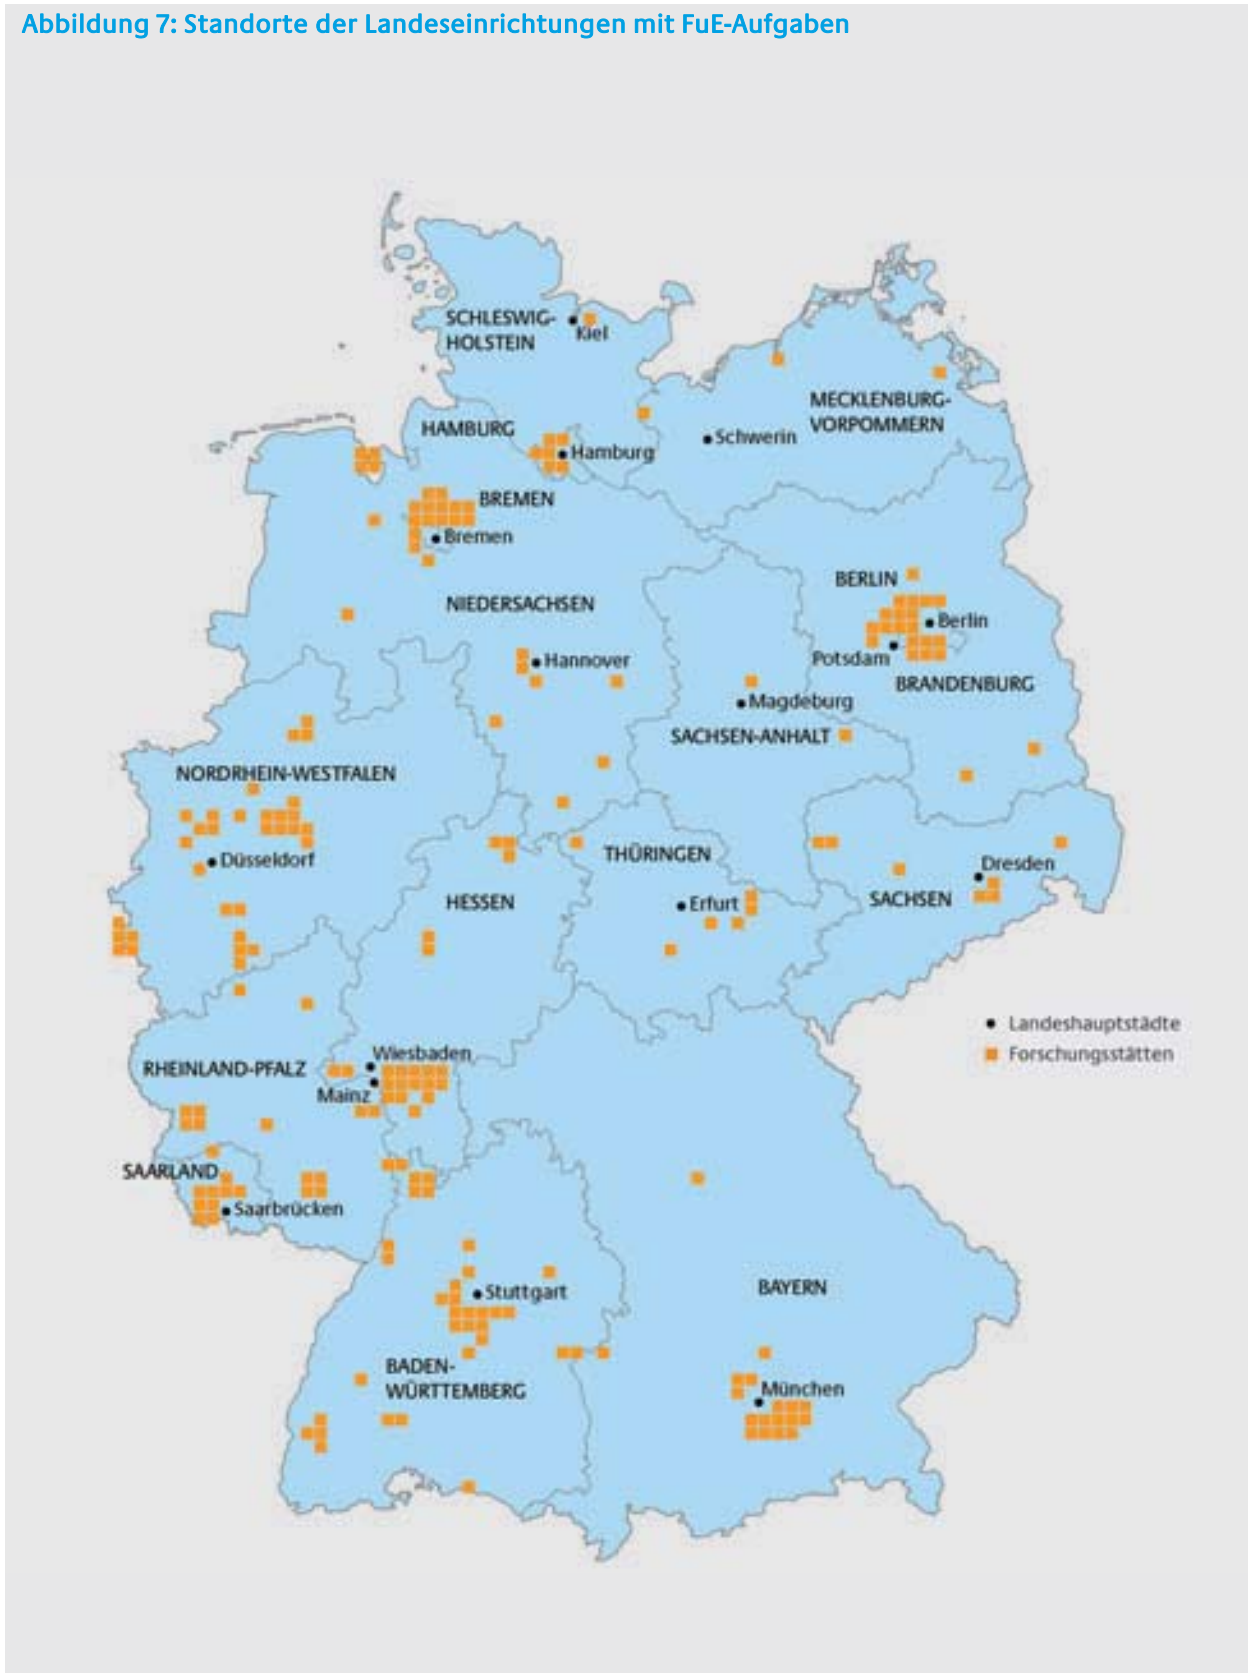 Abbildung 7: Standorte der Landeseinrichtungen mit FuE-Aufgaben
SCHLESWIG-
HOLSTEIN
Kiel
MECKLENBURG-
VORPOMMERN
HAMBURG
Schwerin
Hamburg
BREMEN
Bremen
BERLIN
NIEDERSACHSEN
Berlin
Hannover
Potsdam
BRANDENBURG
Magdeburg
SACHSEN-ANHALT
NORDRHEIN-WESTFALEN
Düsseldorf
THÜRINGEN
Dresden
HESSEN
Erfurt
SACHSEN
Landeshauptstädte
Forschungsstätten
Wiesbaden
RHEINLAND-PFALZ
Mainz
SAARLAND
Saarbrücken
Stuttgart
BAYERN
BADEN-
WÜRTTEMBERG
München